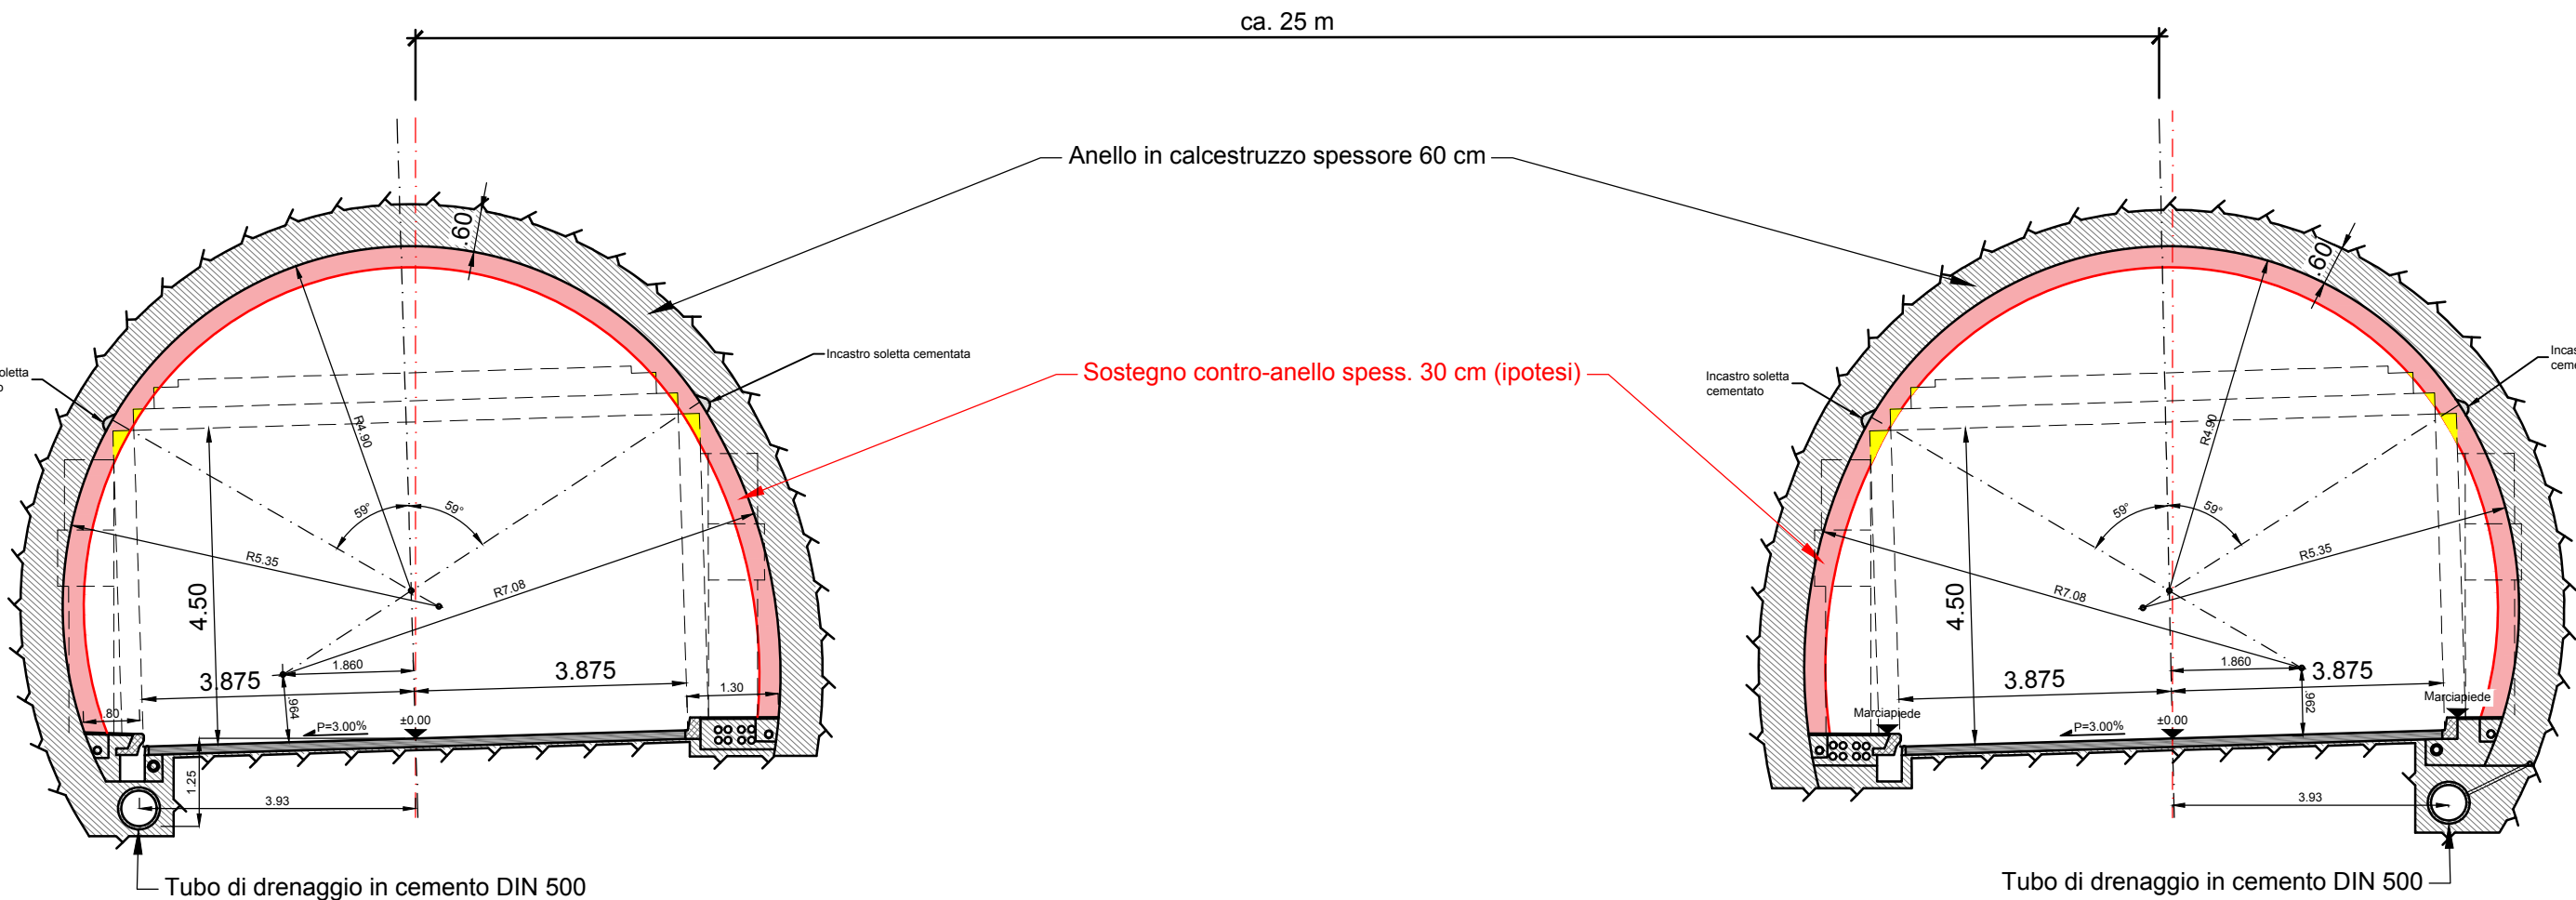 ca. 25 m
Anello in calcestruzzo spessore 60 cm
.60
.60
Incastro soletta cementata
oletta
Sostegno contro-anello spess. 30 cm (ipotesi)
Incastro soletta
cementato
R4.90
R4.90
59°
59°
59°
59°
R5.35
R7.08
R7.08
R5.35
4.50
4.50
1.860
1.860
3.875
3.875
3.875
3.875
1.30
.964
.962
.80
P=3.00%
±0.00
Marciapiede
P=3.00%
±0.00
Marciapiede
1.25
3.93
3.93
Tubo di drenaggio in cemento DIN 500
Tubo di drenaggio in cemento DIN 500